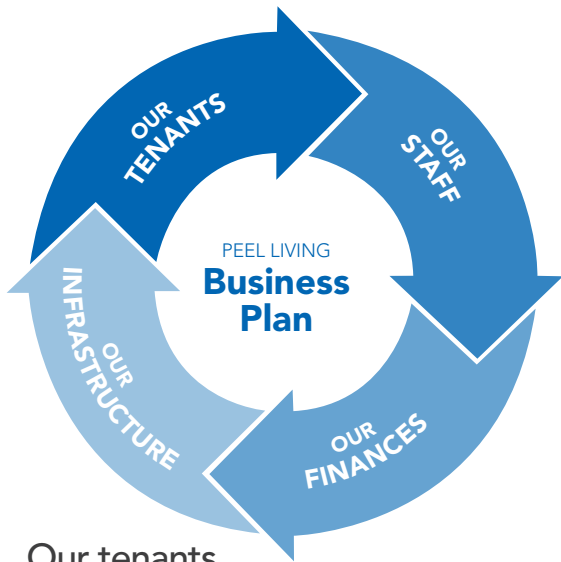 OUR
TENANTS
OUR
STAFF
PEEL LIVING
Business
Plan
OUR
INFRASTRUCTURE
OUR
FINANCES
Our tenants